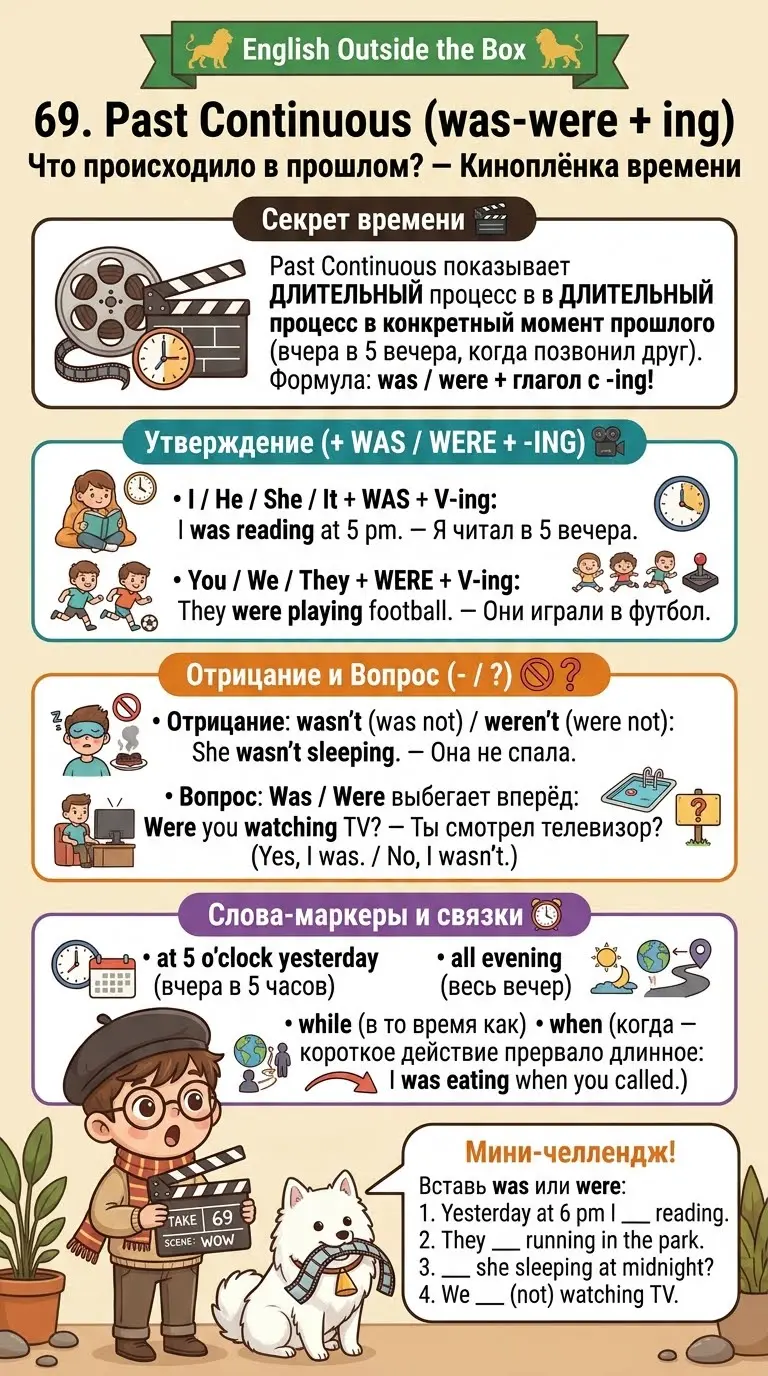 English Outside the Box
69. Past Continuous (was-were + ing)
Что происходило в прошлом? — Киноплёнка времени
Секрет времени
Past Continuous показывает
ДЛИТЕЛЬНЫЙ процесс в в ДЛИТЕЛЬНЫЙ
процесс в конкретный момент прошлого
(вчера в 5 вечера, когда позвонил друг).
Формула: was / were + глагол с -ing!
Утверждение (+ WAS / WERE + -ING)
• I / He / She / It + WAS + V-ing:
I was reading at 5 pm. — Я читал в 5 вечера.
• You / We / They + WERE + V-ing:
They were playing football. — Они играли в футбол.
Отрицание и Вопрос (- / ?)
z z
• Отрицание: wasn't (was not) / weren't (were not):
She wasn't sleeping. — Она не спала.
• Вопрос: Was / Were выбегает вперёд:
?
Were you watching TV? — Ты смотрел телевизор?
(Yes, I was. / No, I wasn't.)
Слова-маркеры и связки
• at 5 o'clock yesterday
(вчера в 5 часов)
• all evening
(весь вечер)
• while (в то время как) • when (когда —
короткое действие прервало длинное:
I was eating when you called.)
TAKE 69
SCENE: WOW
Мини-челлендж!
Вставь was или were:
1. Yesterday at 6 pm I ___ reading.
2. They ___ running in the park.
3. ___ she sleeping at midnight?
4. We ___ (not) watching TV.